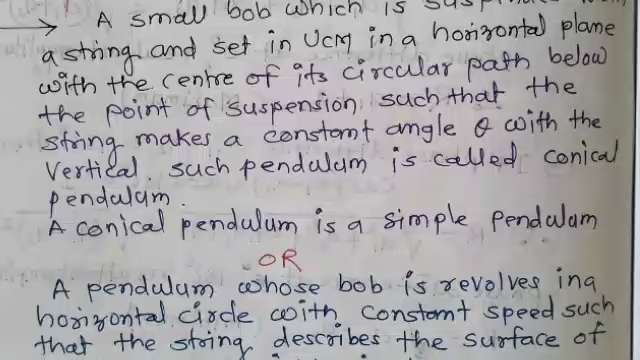 A small bob which is
a string and set in UCM in a horizontal plane
with the centre of its circular path below
the point of suspension such that the
string makes a constant angle θ with the
vertical. such pendulum is called conical
pendulum.
A conical pendulum is a simple pendulum
OR
A pendulum whose bob is revolves in a
horizontal circle with constant speed such
that the string describes the surface of